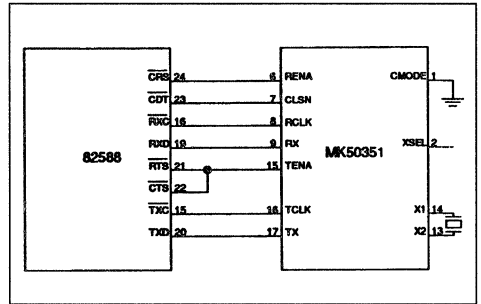 82588
MK50351
CRS 24 6 RENA
CDT 23 7 CLSN
RXC 16 8 RCLK
RXD 19 9 RX
RTS 21 15 TENA
CTS 22
TXC 15 16 TCLK
TXD 20 17 TX
CMODE 1
XSEL 2
X1 14
X2 13